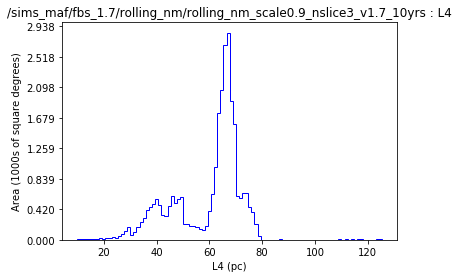 /sims_maf/fbs_1.7/rolling_nm/rolling_nm_scale0.9_nslice3_v1.7_10yrs : L4
2.938
2.518
2.098
1.679
1.259
0.839
0.420
0.000
Area (1000s of square degrees)
20 40 60 80 100 120
L4 (pc)